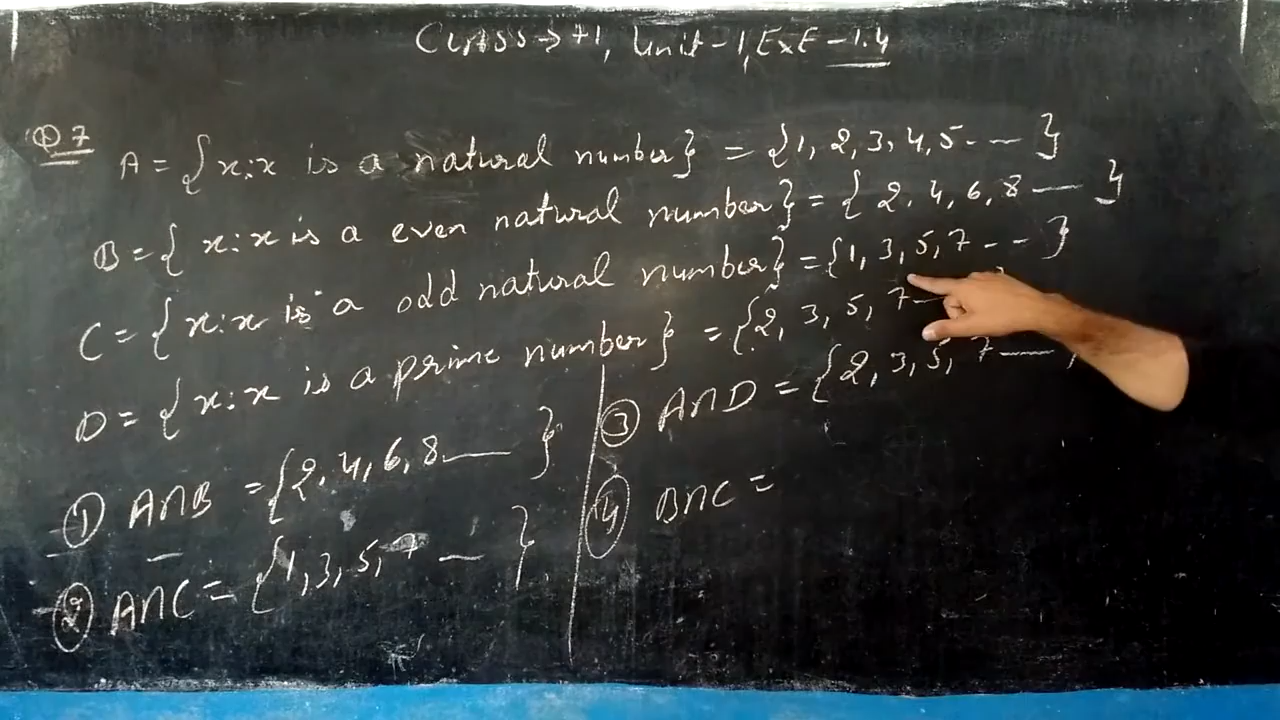 Class → +1, Unit - 1, ExE - 1.4
Q 7
A = {x:x is a natural number} = {1, 2, 3, 4, 5 - - - }
B = { x:x is a even natural number} = { 2, 4, 6, 8 — }
C = {x:x is a odd natural number} = {1, 3, 5, 7 - - }
D = {x:x is a prime number} = {2, 3, 5, 7 -
① A∩B = {2, 4, 6, 8 — }
② A∩C = {1, 3, 5, 7 — }
③ A∩D = {2, 3, 5, 7 —
④ B∩C =